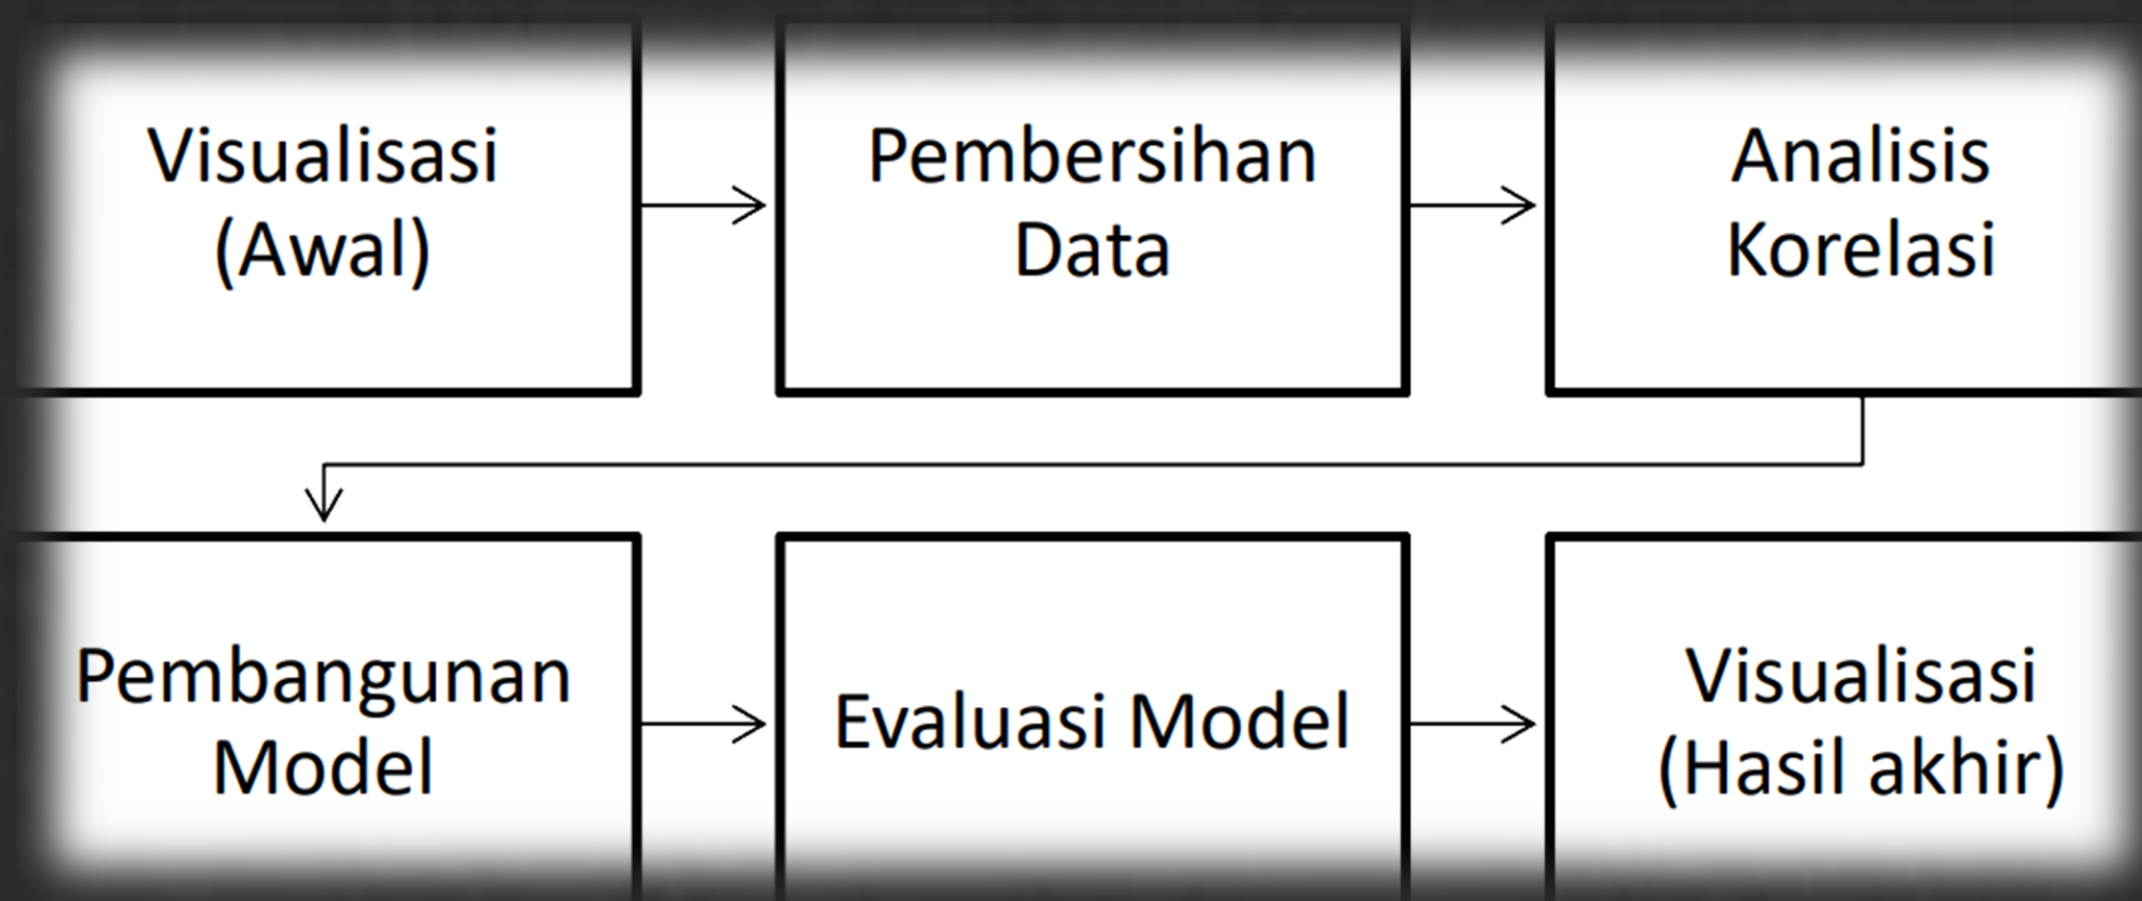 Visualisasi
(Awal)
Pembersihan
Data
Analisis
Korelasi
Pembangunan
Model
Evaluasi Model
Visualisasi
(Hasil akhir)